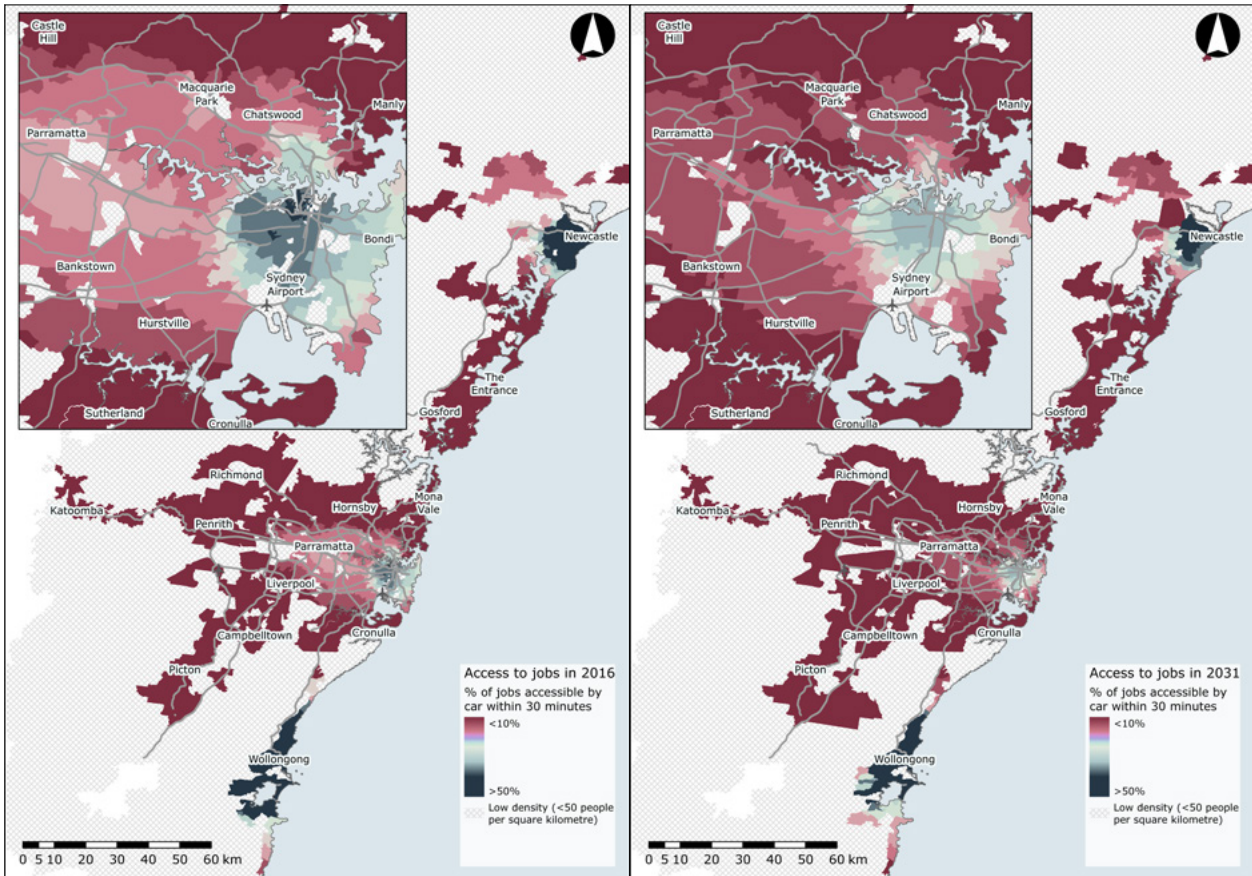 Castle
Hill
Macquarie
Park
Manly
Chatswood
Parramatta
Bondi
Bankstown
Sydney
Airport
Hurstville
Sutherland
Cronulla
Newcastle
The
Entrance
Gosford
Richmond
Mona
Vale
Hornsby
Katoomba
Penrith
Parramatta
Liverpool
Campbelltown
Cronulla
Picton
Wollongong
Access to jobs in 2016
% of jobs accessible by
car within 30 minutes
<10%
>50%
Low density (<50 people
per square kilometre)
0 5 10 20 30 40 50 60 km
Castle
Hill
Macquarie
Park
Manly
Chatswood
Parramatta
Bondi
Bankstown
Sydney
Airport
Hurstville
Sutherland
Cronulla
Newcastle
The
Entrance
Gosford
Richmond
Mona
Vale
Hornsby
Katoomba
Penrith
Parramatta
Liverpool
Campbelltown
Cronulla
Picton
Wollongong
Access to jobs in 2031
% of jobs accessible by
car within 30 minutes
<10%
>50%
Low density (<50 people
per square kilometre)
0 5 10 20 30 40 50 60 km